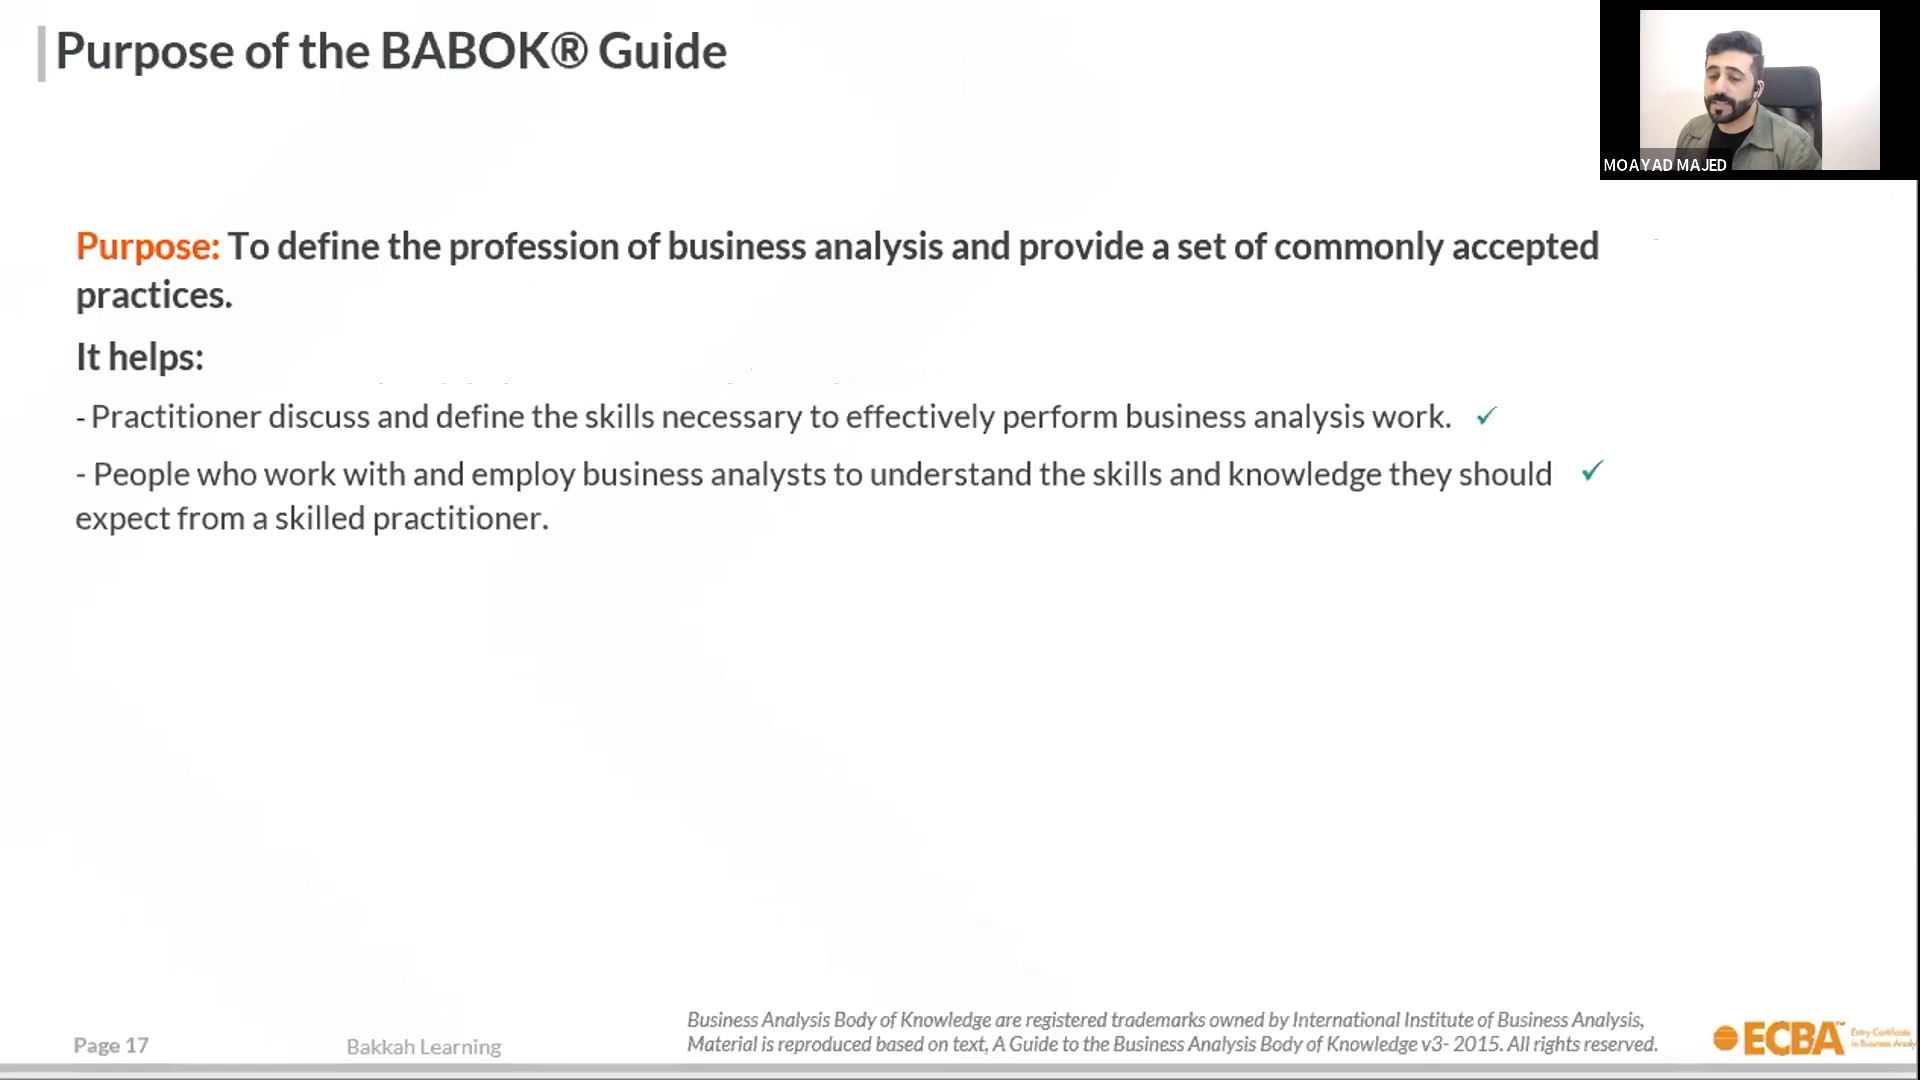 Purpose of the BABOK® Guide
MOAYAD MAJED
Purpose: To define the profession of business analysis and provide a set of commonly accepted
practices.
It helps:
- Practitioner discuss and define the skills necessary to effectively perform business analysis work. ✓
- People who work with and employ business analysts to understand the skills and knowledge they should ✓
expect from a skilled practitioner.
Business Analysis Body of Knowledge are registered trademarks owned by International Institute of Business Analysis,
Material is reproduced based on text, A Guide to the Business Analysis Body of Knowledge v3- 2015. All rights reserved.
Page 17
Bakkah Learning
ECBA™
Entry Certificate
in Business